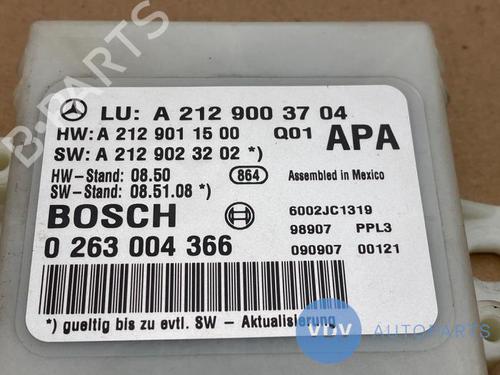 LU: A 212 900 37 04
HW: A 212 901 15 00 Q01 APA
SW: A 212 902 32 02 *)
HW-Stand: 08.50 864 Assembled in Mexico
SW-Stand: 08.51.08 *)
BOSCH 6002JC1319
0 263 004 366 98907 PPL3
090907 00121
*) gueltig bis zu evtl. SW - Aktualisierung
B-PARTS
VDV AUTOPARTS